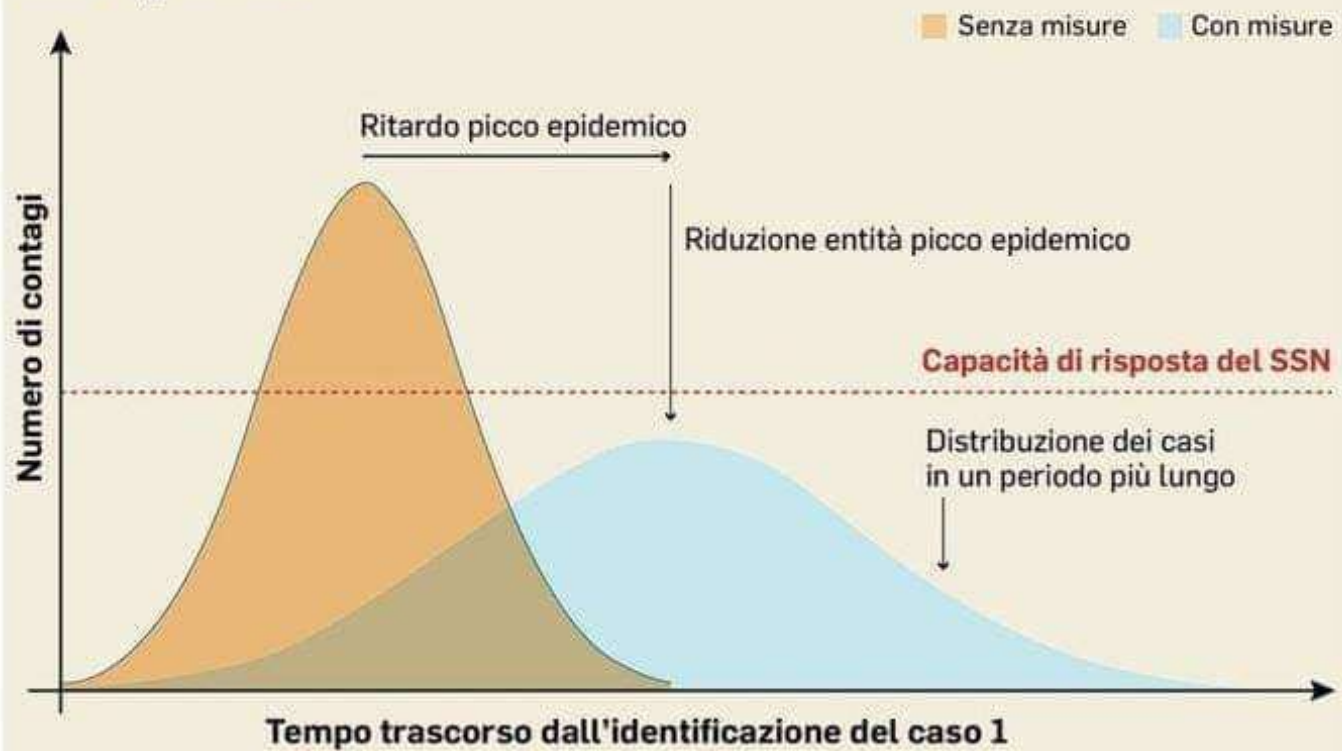 Senza misure
Con misure
Ritardo picco epidemico
Riduzione entità picco epidemico
Capacità di risposta del SSN
Distribuzione dei casi
in un periodo più lungo
Numero di contagi
Tempo trascorso dall'identificazione del caso 1